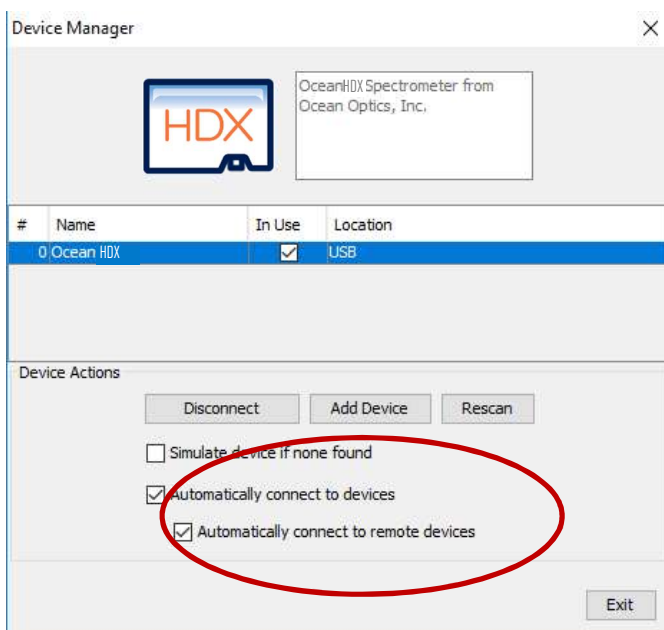 Device Manager
HDX
OceanHDX Spectrometer from
Ocean Optics, Inc.
# Name In Use Location
0 Ocean HDX USB
Device Actions
Disconnect Add Device Rescan
Simulate device if none found
Automatically connect to devices
Automatically connect to remote devices
Exit